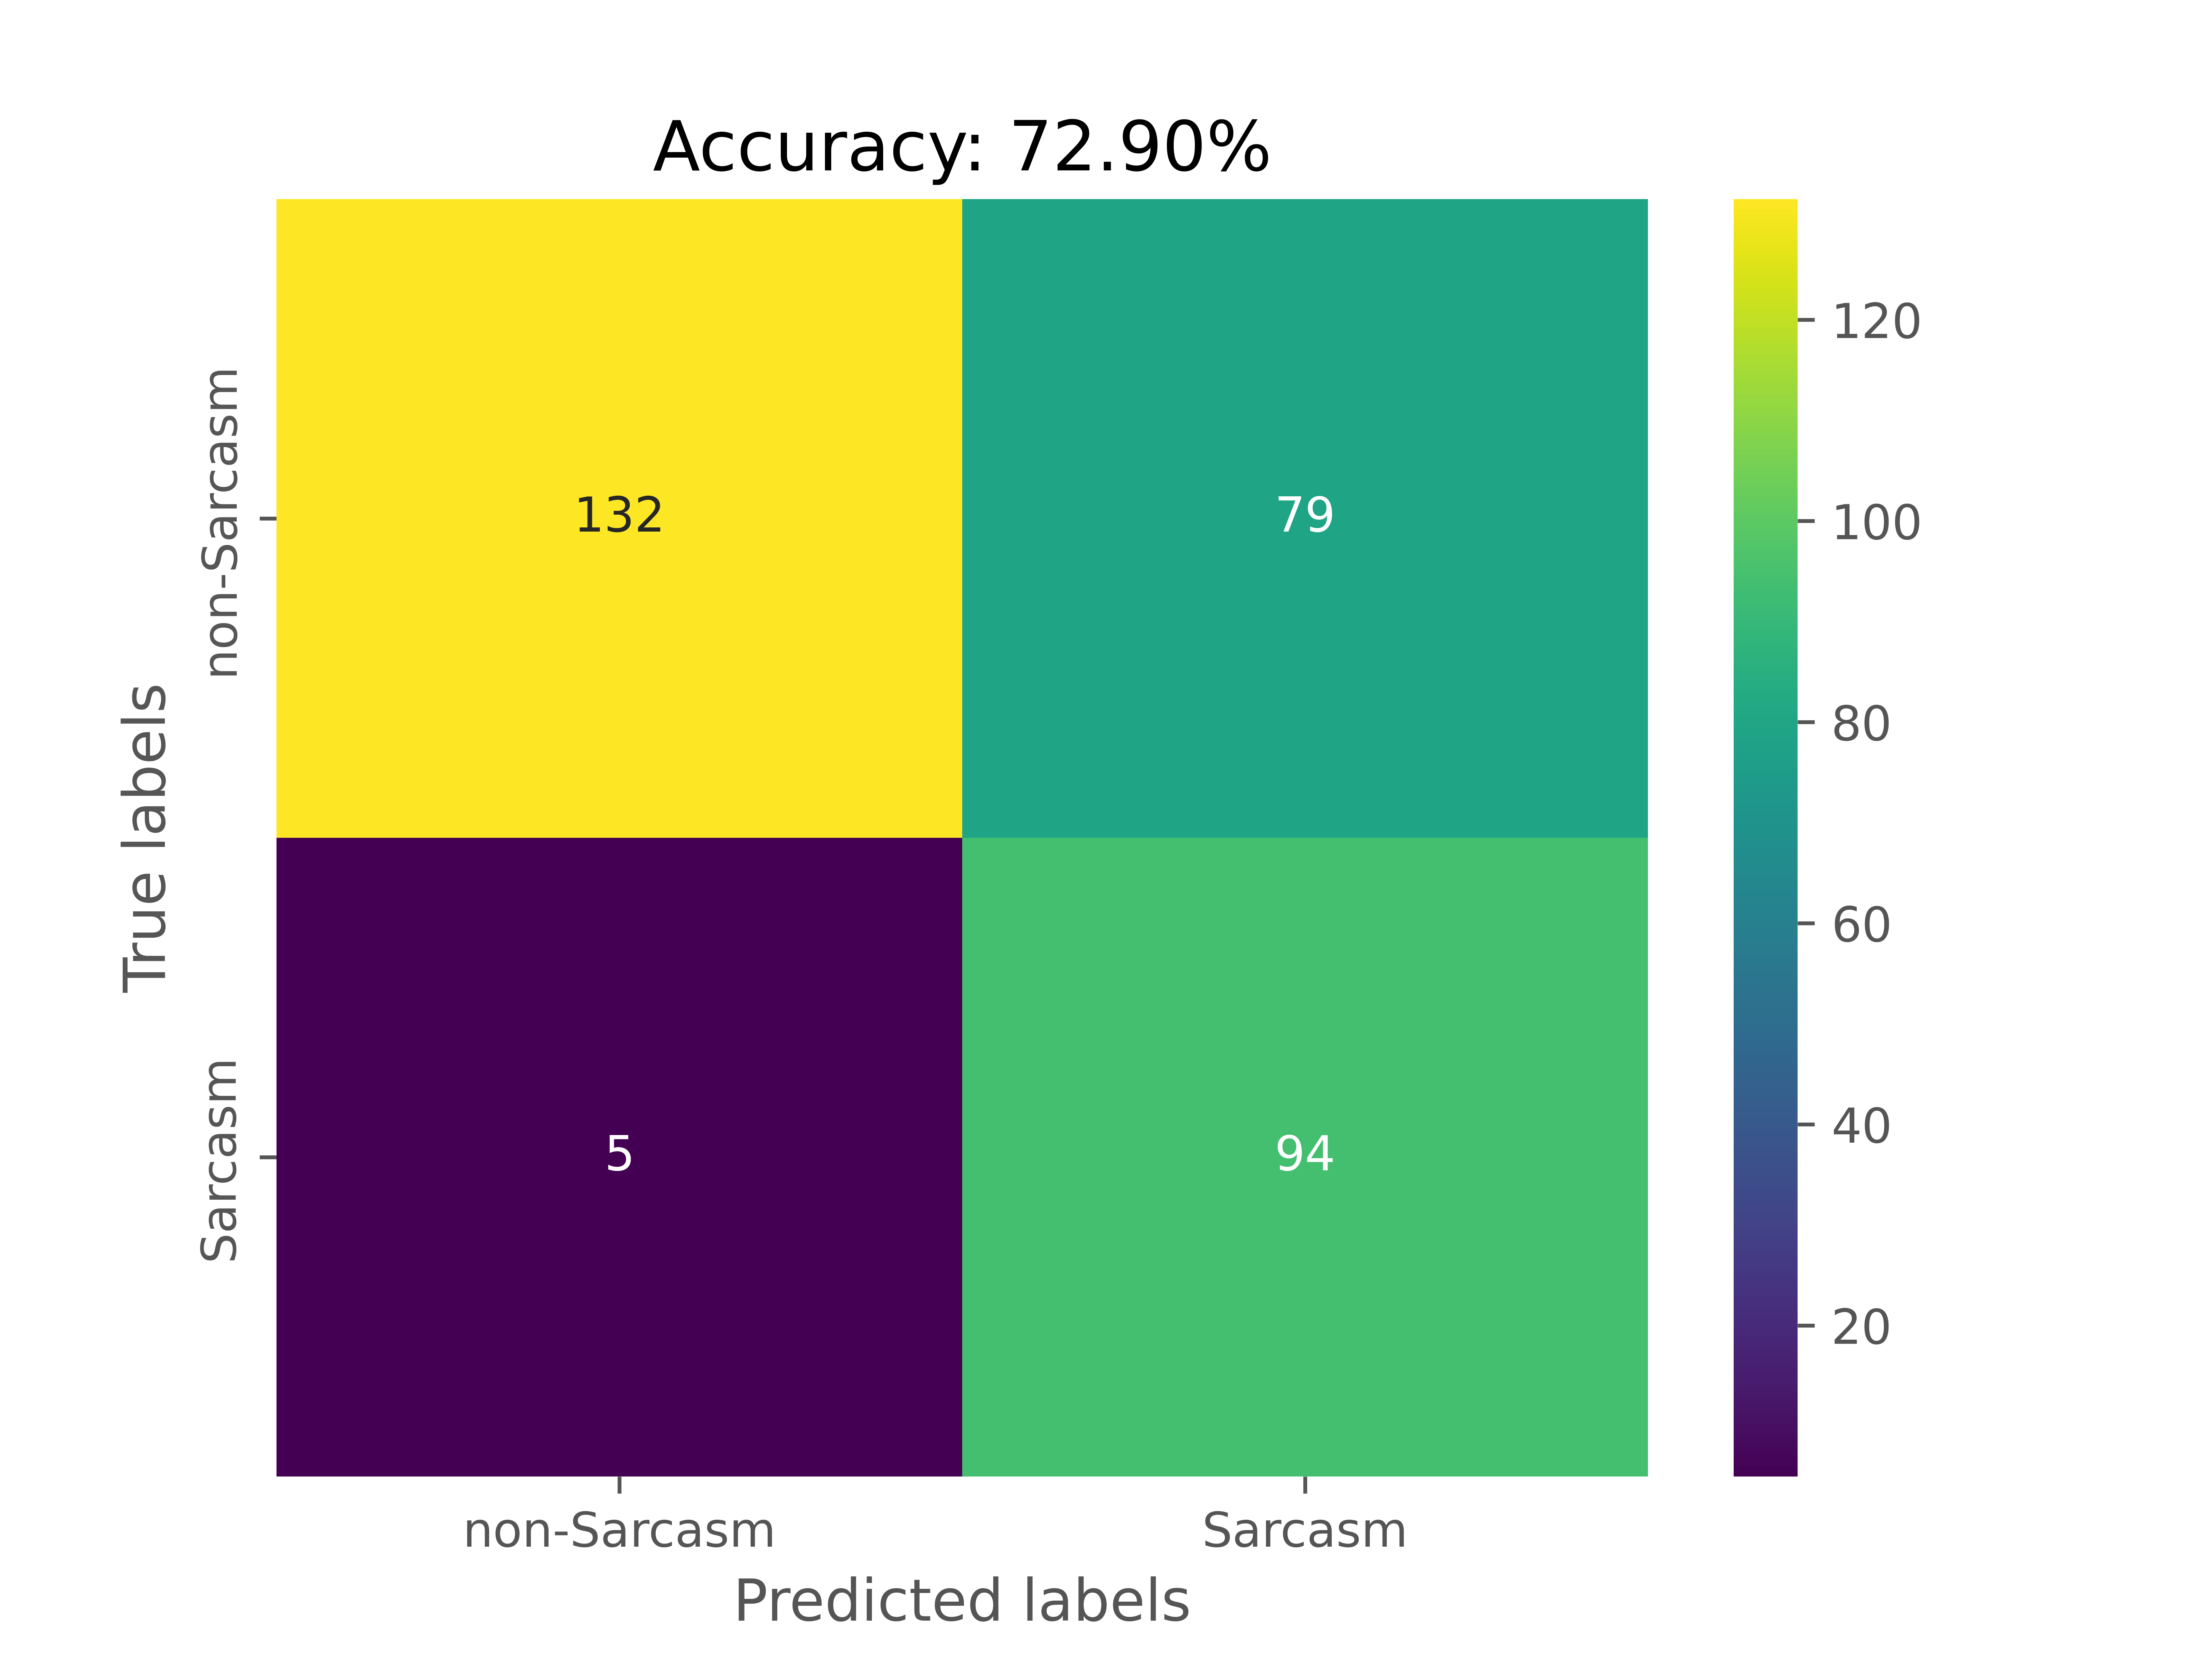 Accuracy: 72.90%
True labels
non-Sarcasm
Sarcasm
132
79
5
94
non-Sarcasm
Sarcasm
Predicted labels
120
100
80
60
40
20